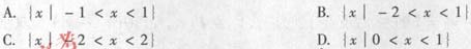 A. {x| -1 < x < 1} B. {x| -2 < x < 1}
C. {x| -2 < x < 2} D. {x|0 < x < 1}